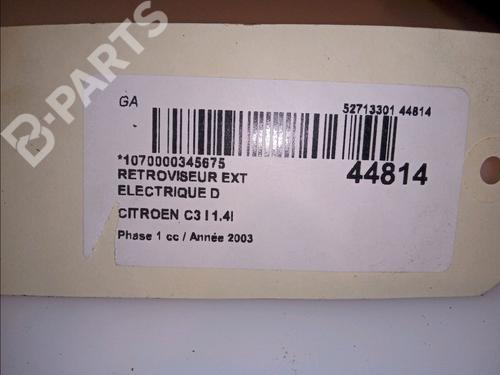 B-PARTS
GA
52713301 44814
*1070000345675
44814
RETROVISEUR EXT
ELECTRIQUE D
CITROEN C3 I 1.4I
Phase 1 cc / Année 2003